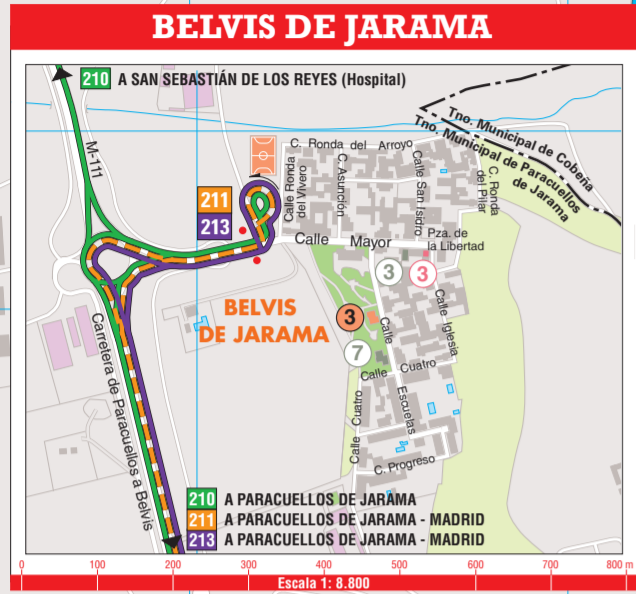 BELVIS DE JARAMA
210 A SAN SEBASTIÁN DE LOS REYES (Hospital)
M-111
Tno. Municipal de Cobeña
Tno. Municipal de Paracuellos
de Jarama
C. Ronda del Arroyo
Calle Ronda
del Vivero
C. Asunción
Calle San Isidro
C. Ronda
del Pilar
211
213
Calle Mayor
Pza. de
la Libertad
3
3
BELVIS
DE JARAMA
3
7
Calle Escuelas
Calle Iglesia
Calle Cuatro
Calle Cuatro
C. Progreso
Carretera de Paracuellos a Belvis
210 A PARACUELLOS DE JARAMA
211 A PARACUELLOS DE JARAMA - MADRID
213 A PARACUELLOS DE JARAMA - MADRID
0 100 200 300 400 500 600 700 800 m
Escala 1: 8.800